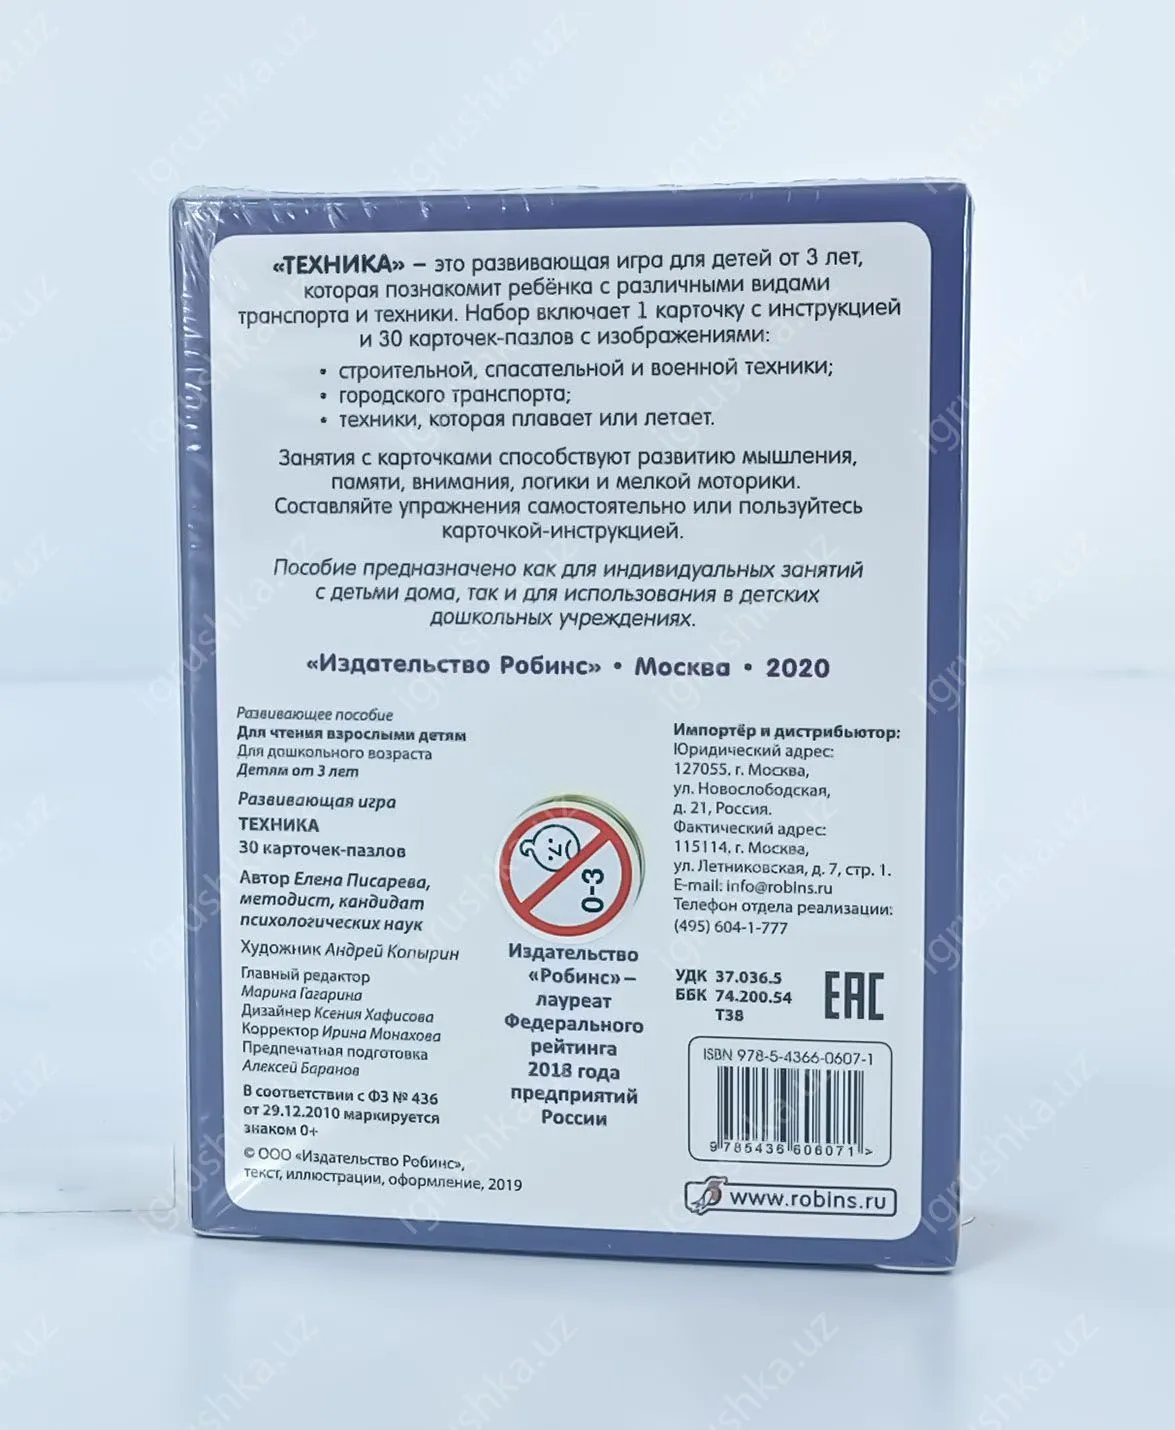 «ТЕХНИКА» – это развивающая игра для детей от 3 лет,
которая познакомит ребёнка с различными видами
транспорта и техники. Набор включает 1 карточку с инструкцией
и 30 карточек-пазлов с изображениями:
• строительной, спасательной и военной техники;
• городского транспорта;
• техники, которая плавает или летает.
Занятия с карточками способствуют развитию мышления,
памяти, внимания, логики и мелкой моторики.
Составляйте упражнения самостоятельно или пользуйтесь
карточкой-инструкцией.
Пособие предназначено как для индивидуальных занятий
с детьми дома, так и для использования в детских
дошкольных учреждениях.
«Издательство Робинс» • Москва • 2020
Развивающее пособие
Для чтения взрослыми детям
Для дошкольного возраста
Детям от 3 лет
Развивающая игра
ТЕХНИКА
30 карточек-пазлов
Автор Елена Писарева,
методист, кандидат
психологических наук
Художник Андрей Копырин
Главный редактор
Марина Гагарина
Дизайнер Ксения Хафисова
Корректор Ирина Монахова
Предпечатная подготовка
Алексей Баранов
В соответствии с ФЗ № 436
от 29.12.2010 маркируется
знаком 0+
© ООО «Издательство Робинс»,
текст, иллюстрации, оформление, 2019
0-3
Издательство
«Робинс» –
лауреат
Федерального
рейтинга
2018 года
предприятий
России
Импортёр и дистрибьютор:
Юридический адрес:
127055, г. Москва,
ул. Новослободская,
д. 21, Россия.
Фактический адрес:
115114, г. Москва,
ул. Летниковская, д. 7, стр. 1.
E-mail: info@robins.ru
Телефон отдела реализации:
(495) 604-1-777
УДК 37.036.5
ББК 74.200.54
Т38
EAC
ISBN 978-5-4366-0607-1
9 785436 606071 >
www.robins.ru
igrushka.uz